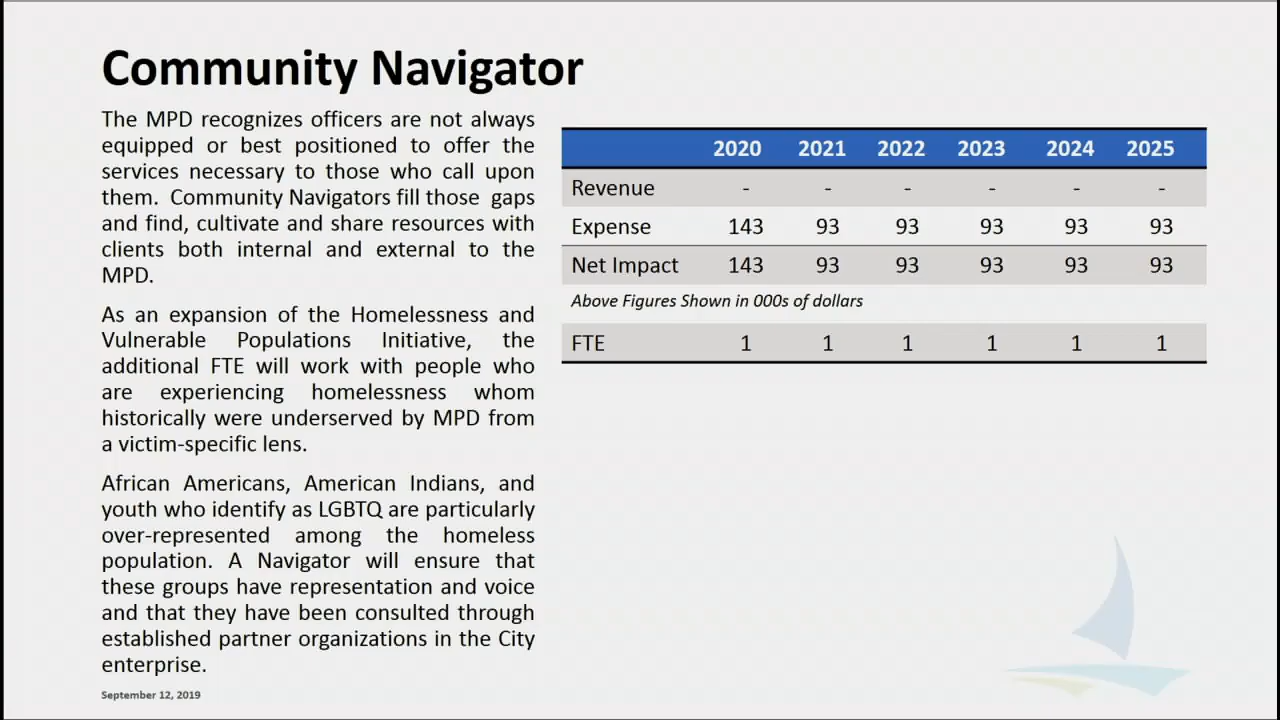 Community Navigator
The MPD recognizes officers are not always
equipped or best positioned to offer the
services necessary to those who call upon
them. Community Navigators fill those gaps
and find, cultivate and share resources with
clients both internal and external to the
MPD.
As an expansion of the Homelessness and
Vulnerable Populations Initiative, the
additional FTE will work with people who
are experiencing homelessness whom
historically were underserved by MPD from
a victim-specific lens.
African Americans, American Indians, and
youth who identify as LGBTQ are particularly
over-represented among the homeless
population. A Navigator will ensure that
these groups have representation and voice
and that they have been consulted through
established partner organizations in the City
enterprise.
September 12, 2019
2020 2021 2022 2023 2024 2025
Revenue - - - - - -
Expense 143 93 93 93 93 93
Net Impact 143 93 93 93 93 93
Above Figures Shown in 000s of dollars
FTE 1 1 1 1 1 1